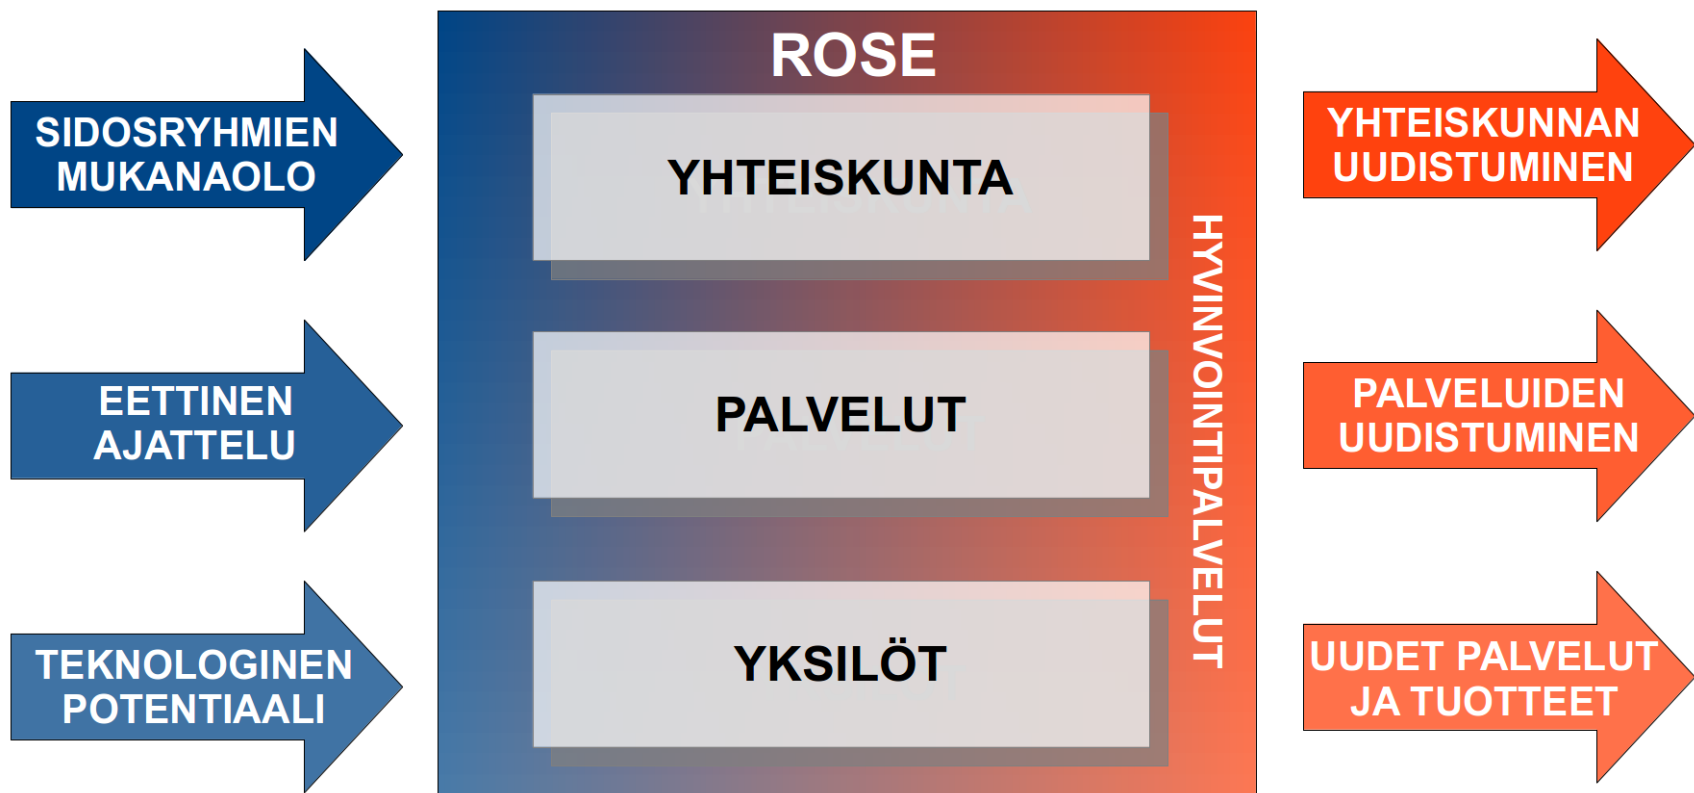 SIDOSRYHMIEN
MUKANAOLO
EETTINEN
AJATTELU
TEKNOLOGINEN
POTENTIAALI
ROSE
YHTEISKUNTA
PALVELUT
YKSILÖT
HYVINVOINTIPALVELUT
YHTEISKUNNAN
UUDISTUMINEN
PALVELUIDEN
UUDISTUMINEN
UUDET PALVELUT
JA TUOTTEET